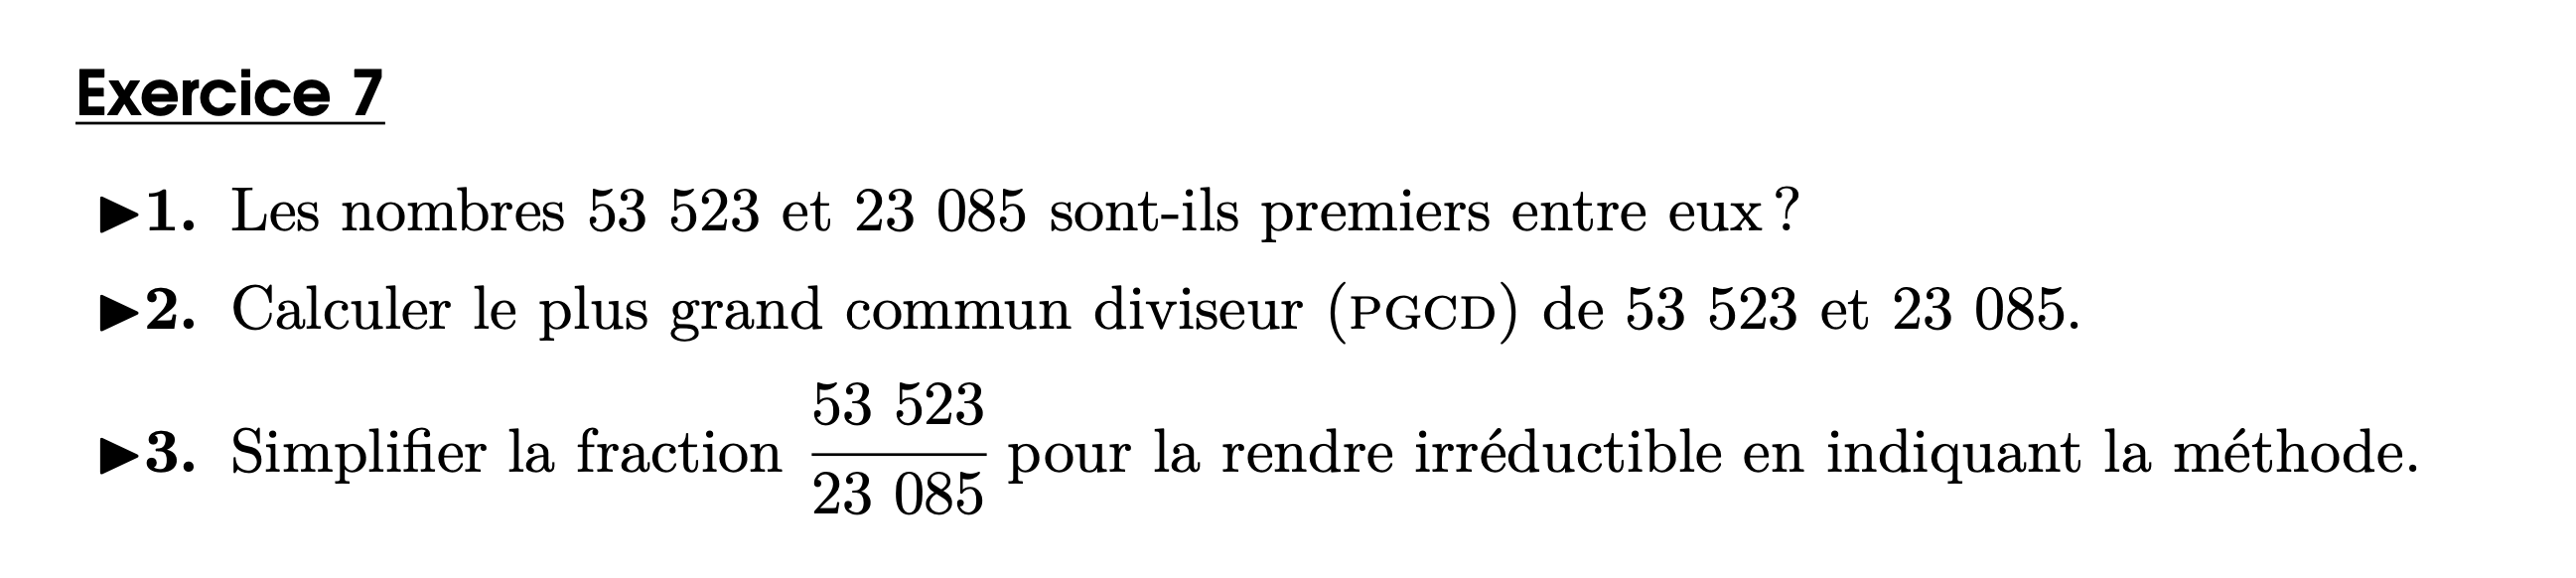 Exercice 7
▶1. Les nombres 53 523 et 23 085 sont-ils premiers entre eux ?
▶2. Calculer le plus grand commun diviseur (PGCD) de 53 523 et 23 085.
▶3. Simplifier la fraction 53 523/23 085 pour la rendre irréductible en indiquant la méthode.